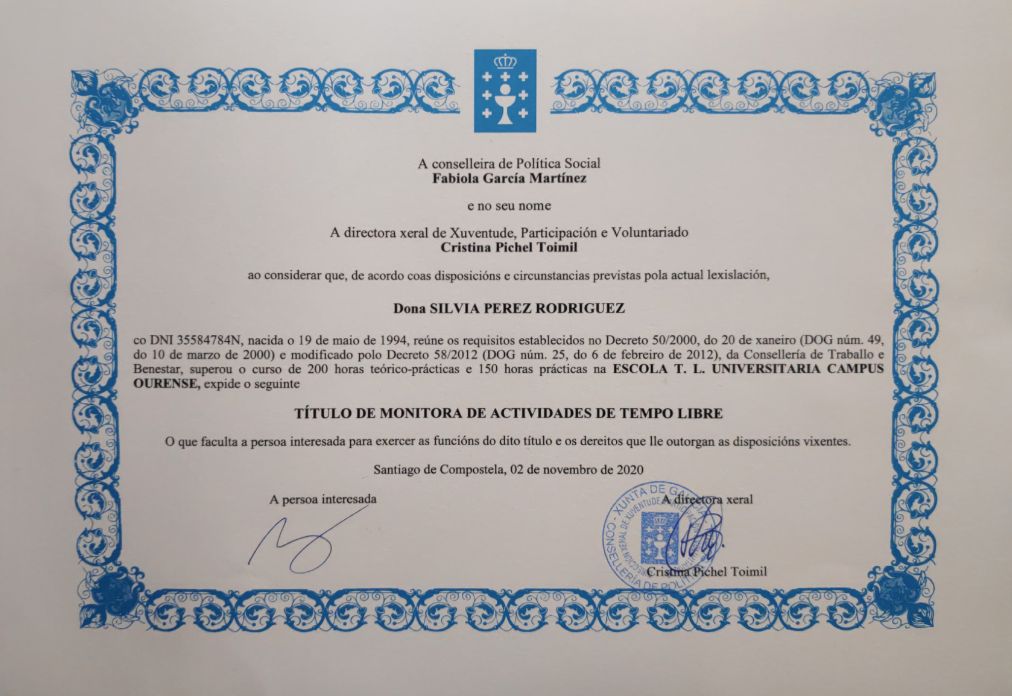 A conselleira de Política Social
Fabiola García Martínez
e no seu nome
A directora xeral de Xuventude, Participación e Voluntariado
Cristina Pichel Toimil
ao considerar que, de acordo coas disposicións e circunstancias previstas pola actual lexislación,
Dona SILVIA PEREZ RODRIGUEZ
co DNI 35584784N, nacida o 19 de maio de 1994, reúne os requisitos establecidos no Decreto 50/2000, do 20 de xaneiro (DOG núm. 49,
do 10 de marzo de 2000) e modificado polo Decreto 58/2012 (DOG núm. 25, do 6 de febreiro de 2012), da Consellería de Traballo e
Benestar, superou o curso de 200 horas teórico-prácticas e 150 horas prácticas na ESCOLA T. L. UNIVERSITARIA CAMPUS
OURENSE, expide o seguinte
TÍTULO DE MONITORA DE ACTIVIDADES DE TEMPO LIBRE
O que faculta a persoa interesada para exercer as funcións do dito título e os dereitos que lle outorgan as disposicións vixentes.
Santiago de Compostela, 02 de novembro de 2020
A persoa interesada
A directora xeral
XUNTA DE
CONSELLERÍA DE
Cristina Pichel Toimil